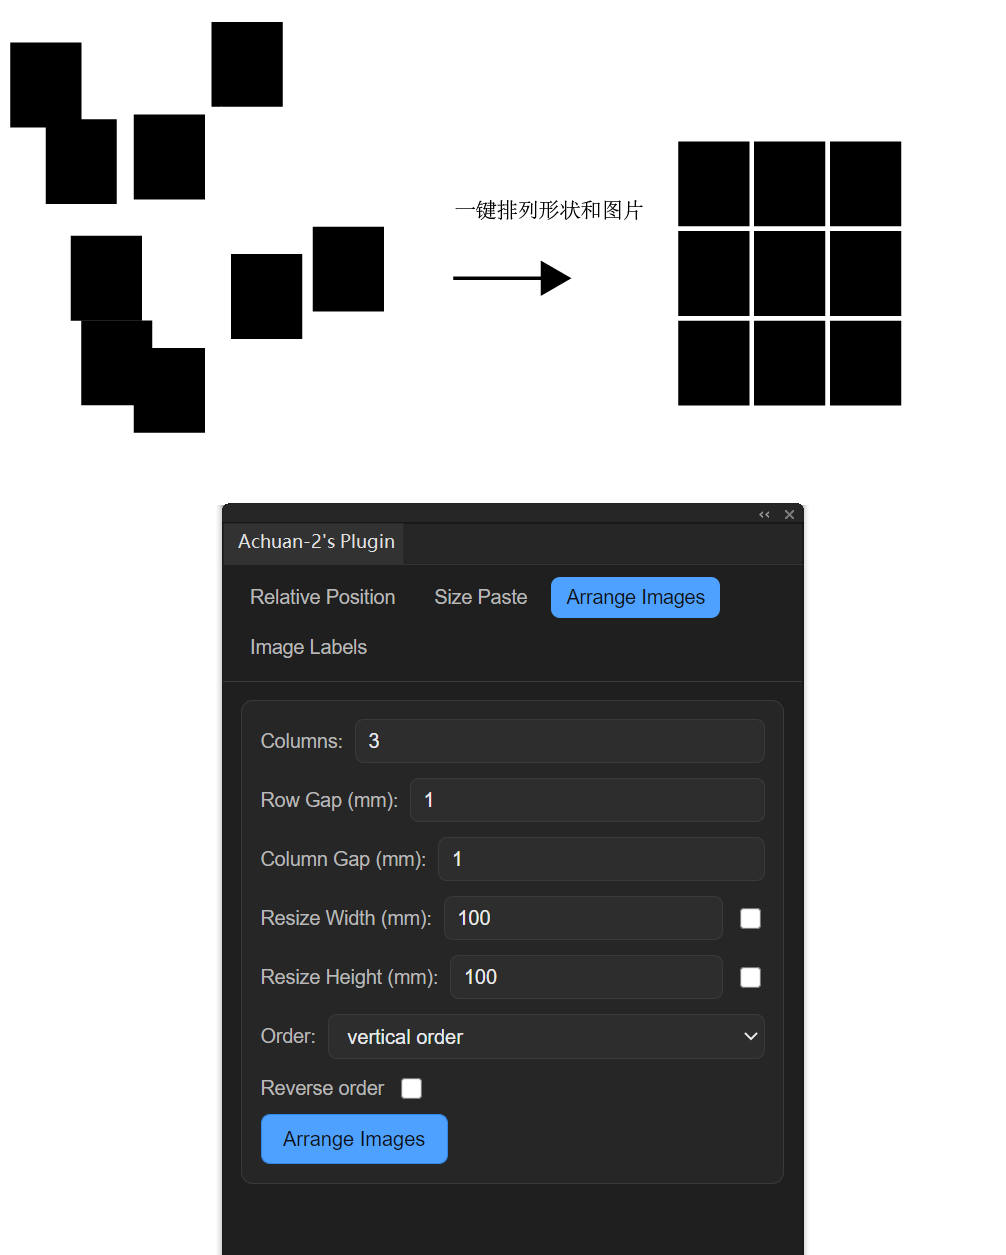 一键排列形状和图片
Achuan-2's Plugin
Relative Position
Size Paste
Arrange Images
Image Labels
Columns: 3
Row Gap (mm): 1
Column Gap (mm): 1
Resize Width (mm): 100
Resize Height (mm): 100
Order: vertical order
Reverse order
Arrange Images